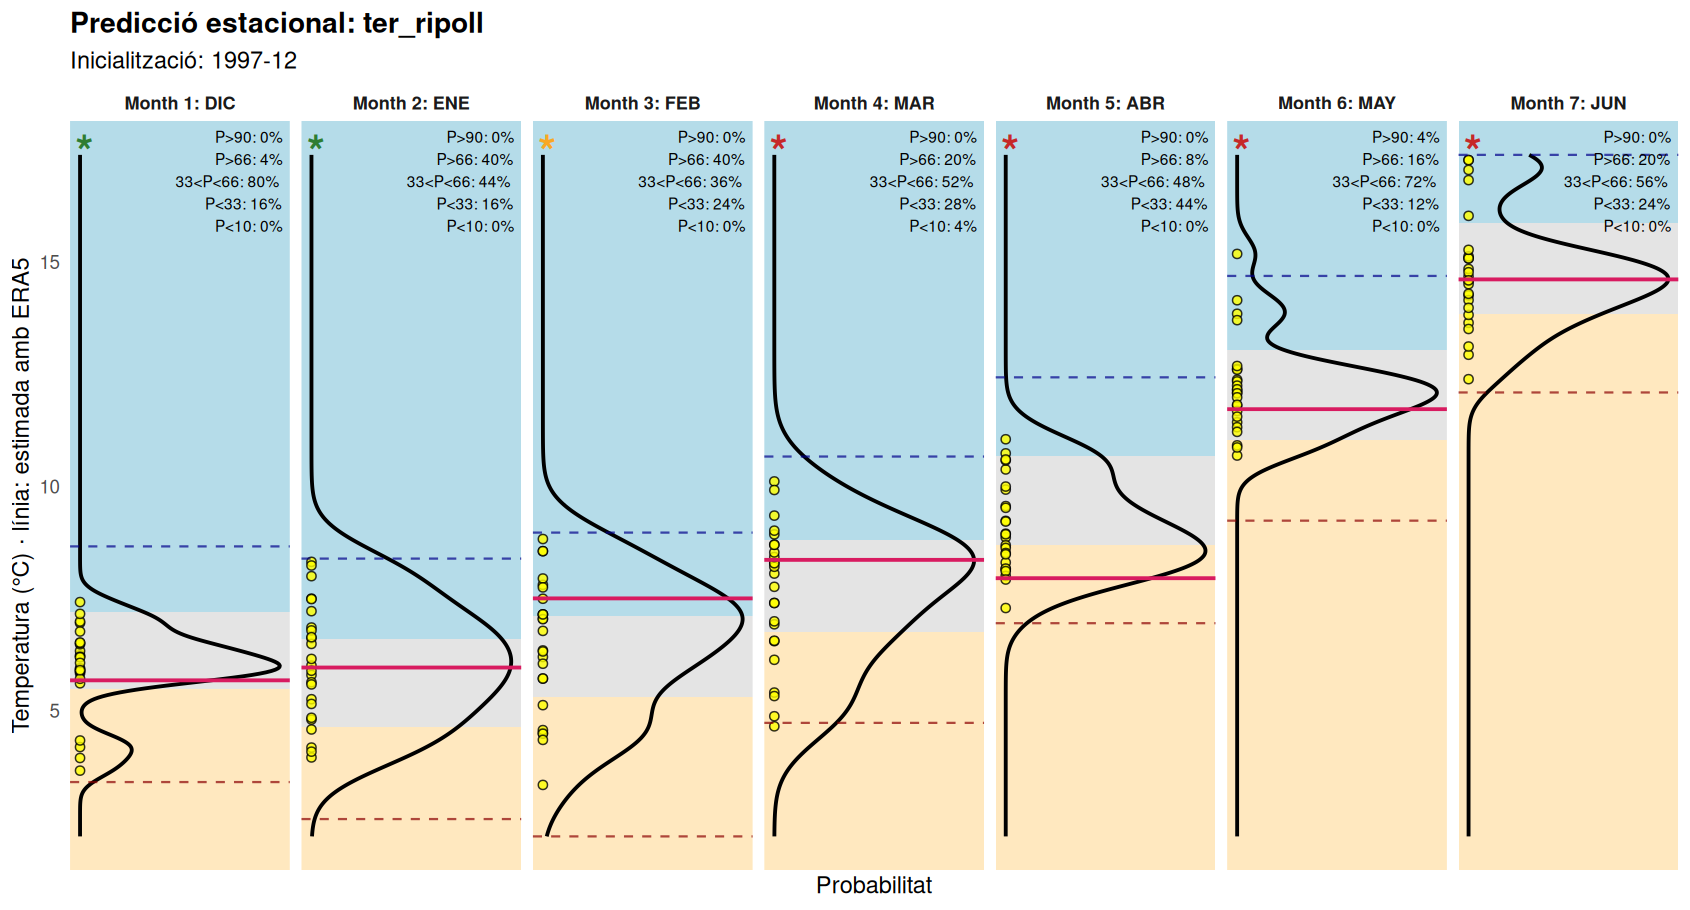 Predicció estacional: ter_ripoll
Inicialització: 1997-12
Month 1: DIC
Month 2: ENE
Month 3: FEB
Month 4: MAR
Month 5: ABR
Month 6: MAY
Month 7: JUN
*
P>90: 0%
P>66: 4%
33<P<66: 80%
P<33: 16%
P<10: 0%
*
P>90: 0%
P>66: 40%
33<P<66: 44%
P<33: 16%
P<10: 0%
*
P>90: 0%
P>66: 40%
33<P<66: 36%
P<33: 24%
P<10: 0%
*
P>90: 0%
P>66: 20%
33<P<66: 52%
P<33: 28%
P<10: 4%
*
P>90: 0%
P>66: 8%
33<P<66: 48%
P<33: 44%
P<10: 0%
*
P>90: 4%
P>66: 16%
33<P<66: 72%
P<33: 12%
P<10: 0%
*
P>90: 0%
P>66: 20%
33<P<66: 56%
P<33: 24%
P<10: 0%
15
10
5
Temperatura (°C) · línia: estimada amb ERA5
Probabilitat